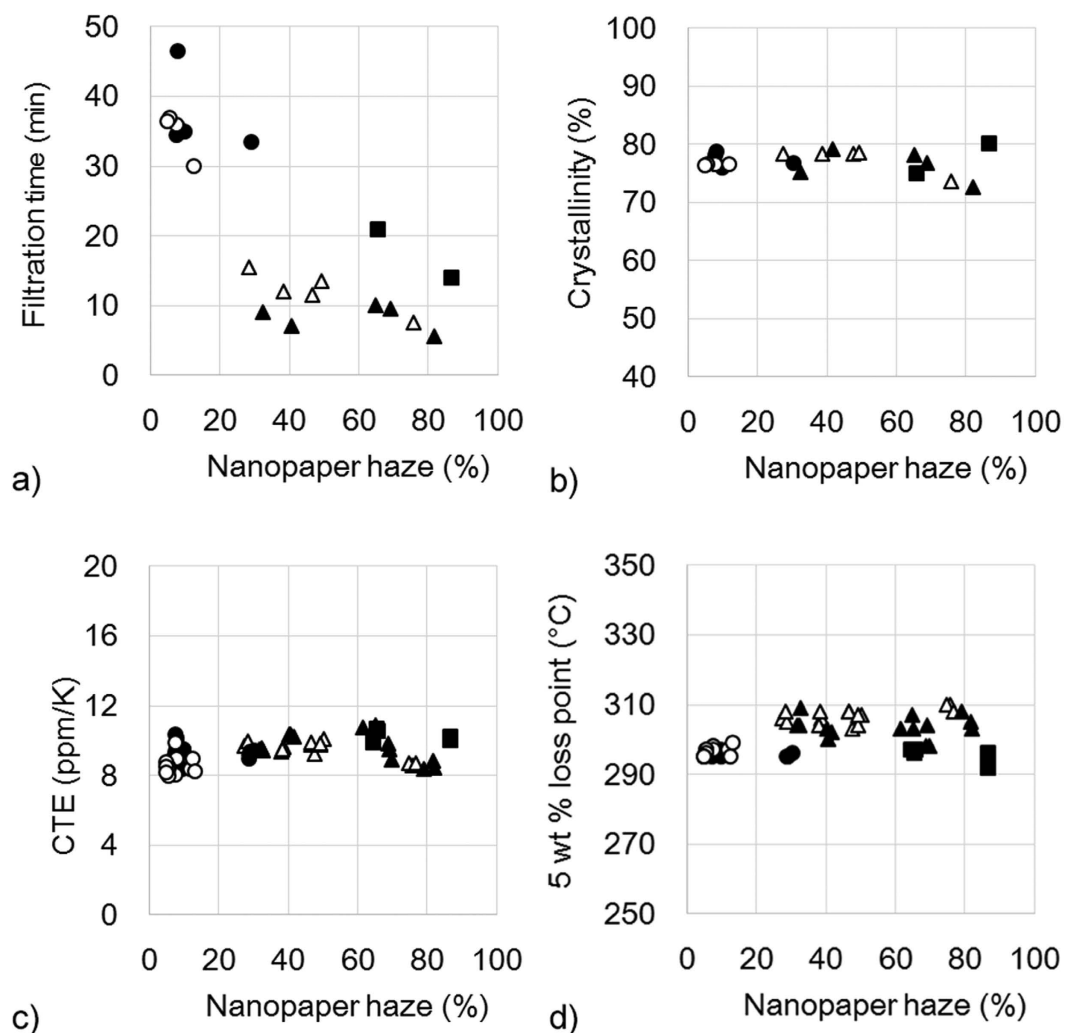 Filtration time (min)
50
40
30
20
10
0
0 20 40 60 80 100
Nanopaper haze (%)
a)
Crystallinity (%)
100
90
80
70
60
50
40
0 20 40 60 80 100
Nanopaper haze (%)
b)
CTE (ppm/K)
20
16
12
8
4
0
0 20 40 60 80 100
Nanopaper haze (%)
c)
5 wt % loss point (°C)
350
330
310
290
270
250
0 20 40 60 80 100
Nanopaper haze (%)
d)